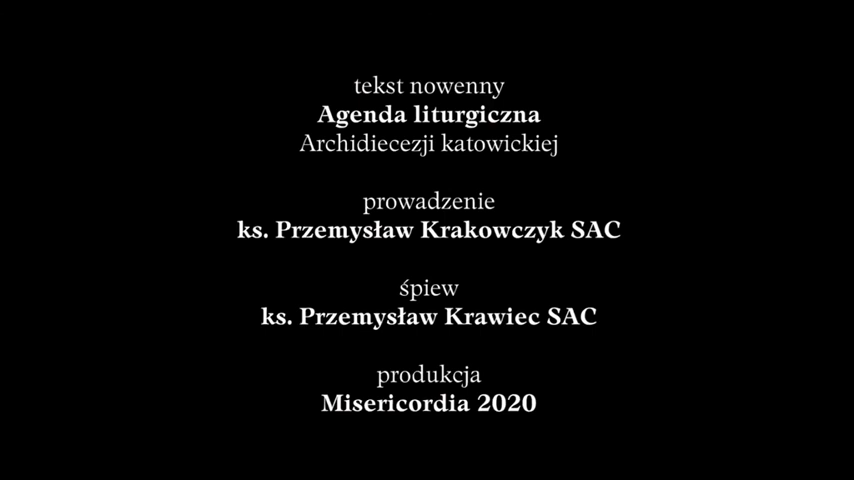 tekst nowenny
Agenda liturgiczna
Archidiecezji katowickiej
prowadzenie
ks. Przemysław Krakowczyk SAC
śpiew
ks. Przemysław Krawiec SAC
produkcja
Misericordia 2020